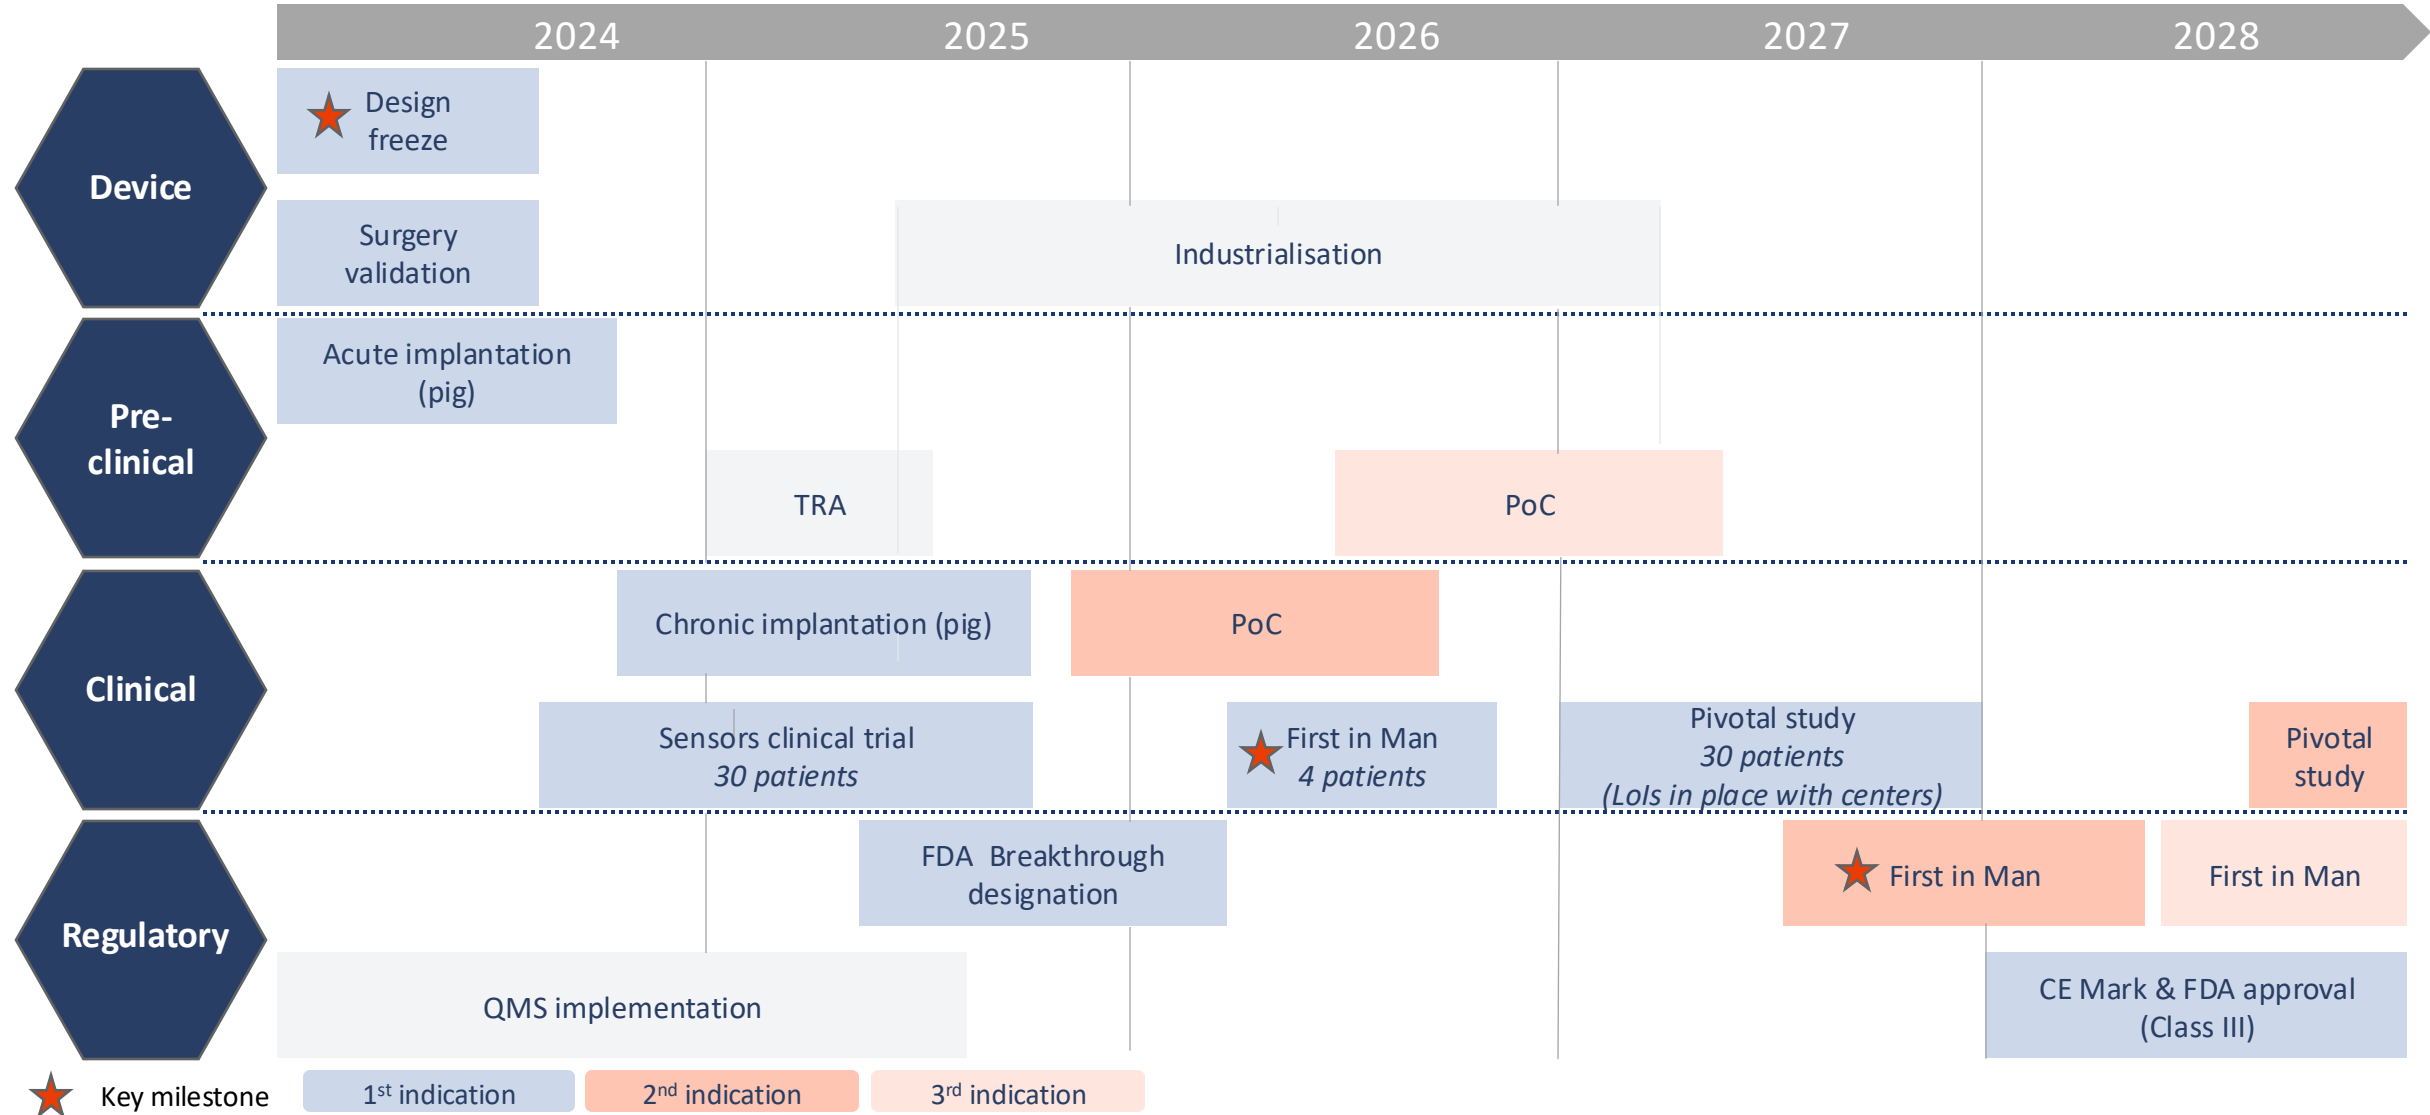 2024 2025 2026 2027 2028
Device
Design
freeze
Surgery
validation
Industrialisation
Pre-
clinical
Acute implantation
(pig)
TRA
PoC
Clinical
Chronic implantation (pig)
PoC
Sensors clinical trial
30 patients
First in Man
4 patients
Pivotal study
30 patients
(LoIs in place with centers)
Pivotal
study
Regulatory
FDA Breakthrough
designation
First in Man
First in Man
QMS implementation
CE Mark & FDA approval
(Class III)
Key milestone
1st indication
2nd indication
3rd indication